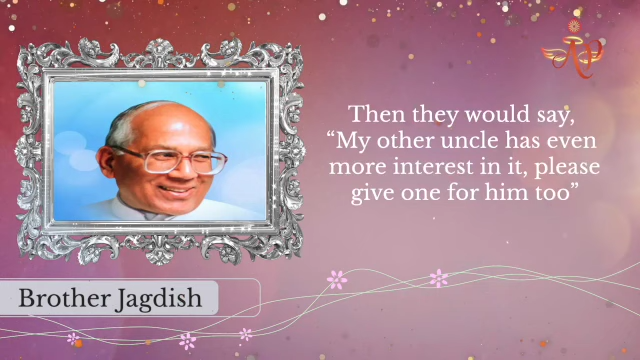 Then they would say,
“My other uncle has even
more interest in it, please
give one for him too”
Brother Jagdish